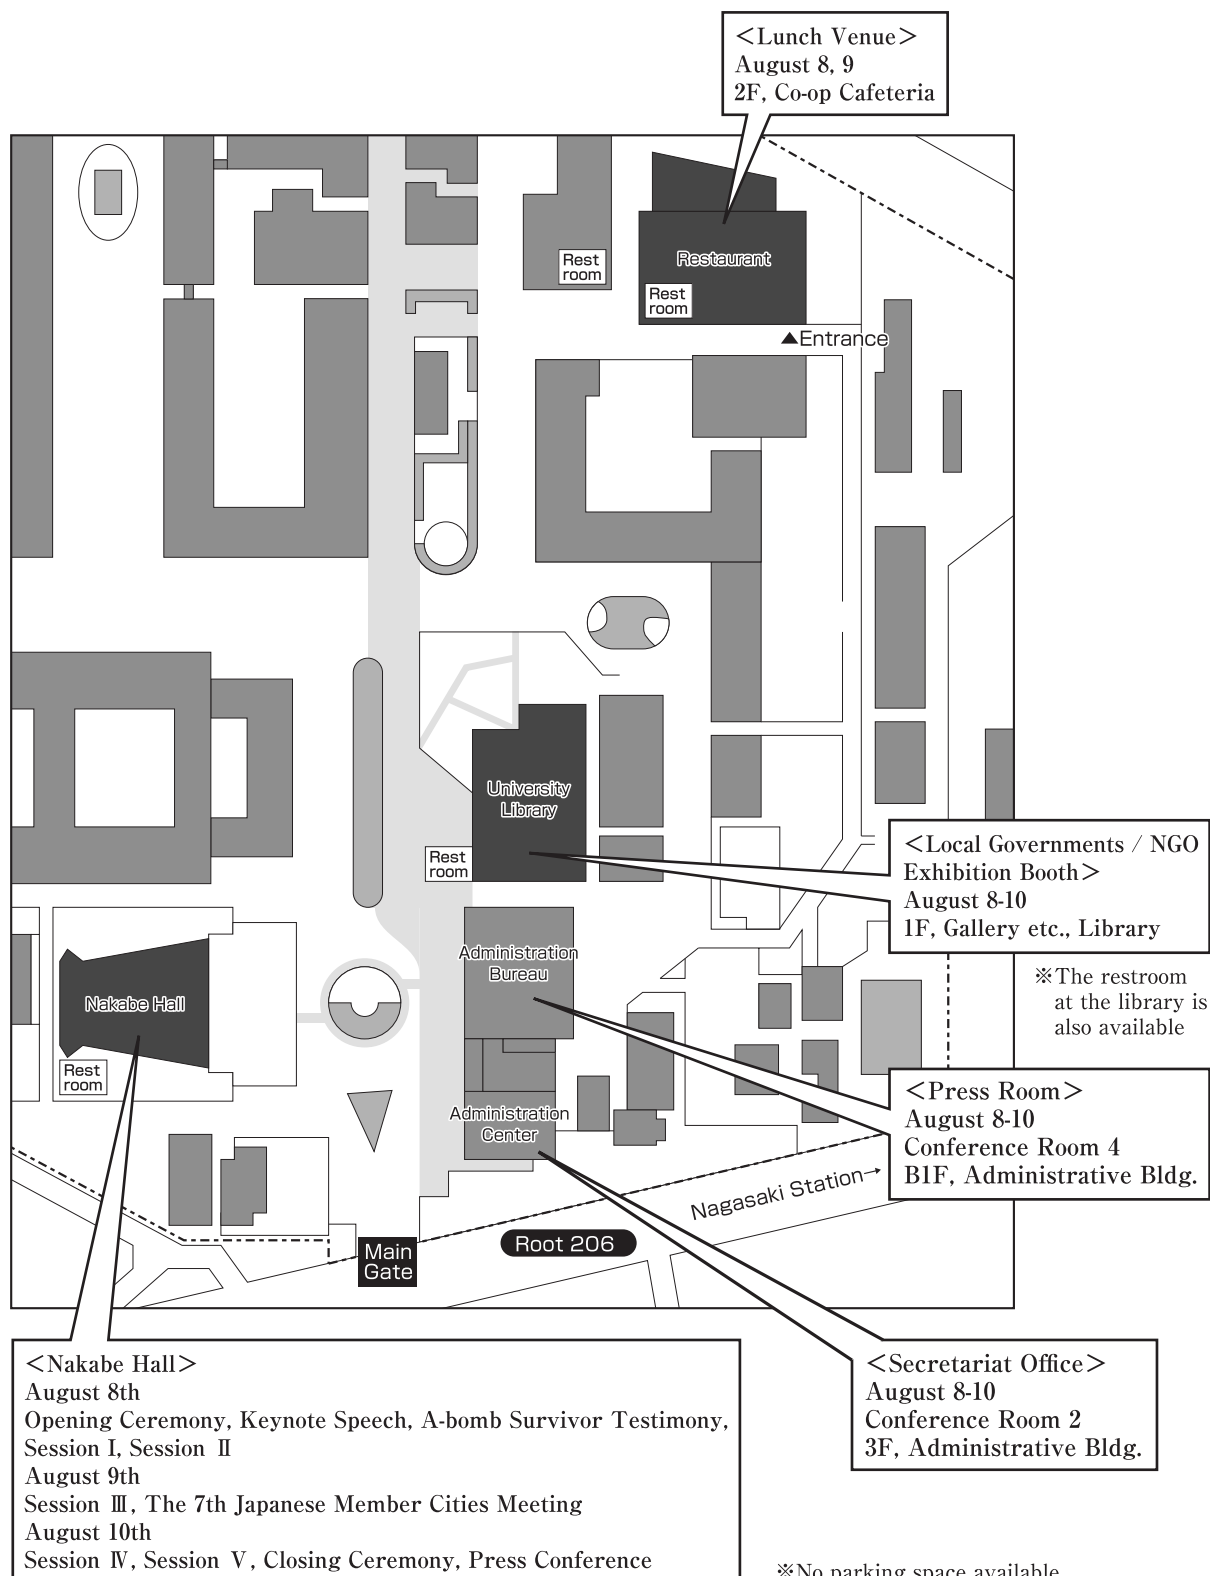 <Lunch Venue>
August 8, 9
2F, Co-op Cafeteria
Rest
room
Restaurant
Rest
room
▲Entrance
University
Library
Rest
room
<Local Governments / NGO
Exhibition Booth>
August 8-10
1F, Gallery etc., Library
※The restroom
at the library is
also available
Administration
Bureau
Nakabe Hall
Rest
room
<Press Room>
August 8-10
Conference Room 4
B1F, Administrative Bldg.
Administration
Center
Nagasaki Station→
Root 206
Main
Gate
<Nakabe Hall>
August 8th
Opening Ceremony, Keynote Speech, A-bomb Survivor Testimony,
Session Ⅰ, Session Ⅱ
August 9th
Session Ⅲ, The 7th Japanese Member Cities Meeting
August 10th
Session Ⅳ, Session Ⅴ, Closing Ceremony, Press Conference
<Secretariat Office>
August 8-10
Conference Room 2
3F, Administrative Bldg.
※No parking space available